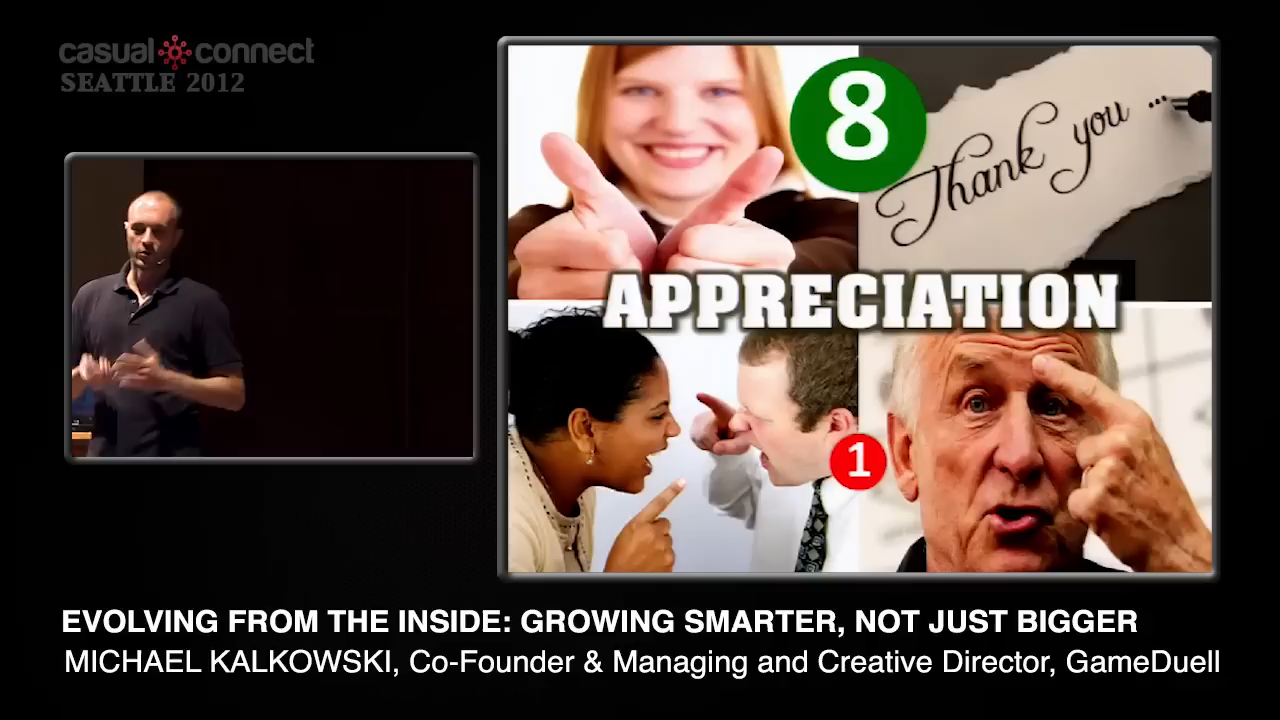 casual connect
SEATTLE 2012
8
Thank you ...
APPRECIATION
1
EVOLVING FROM THE INSIDE: GROWING SMARTER, NOT JUST BIGGER
MICHAEL KALKOWSKI, Co-Founder & Managing and Creative Director, GameDuell